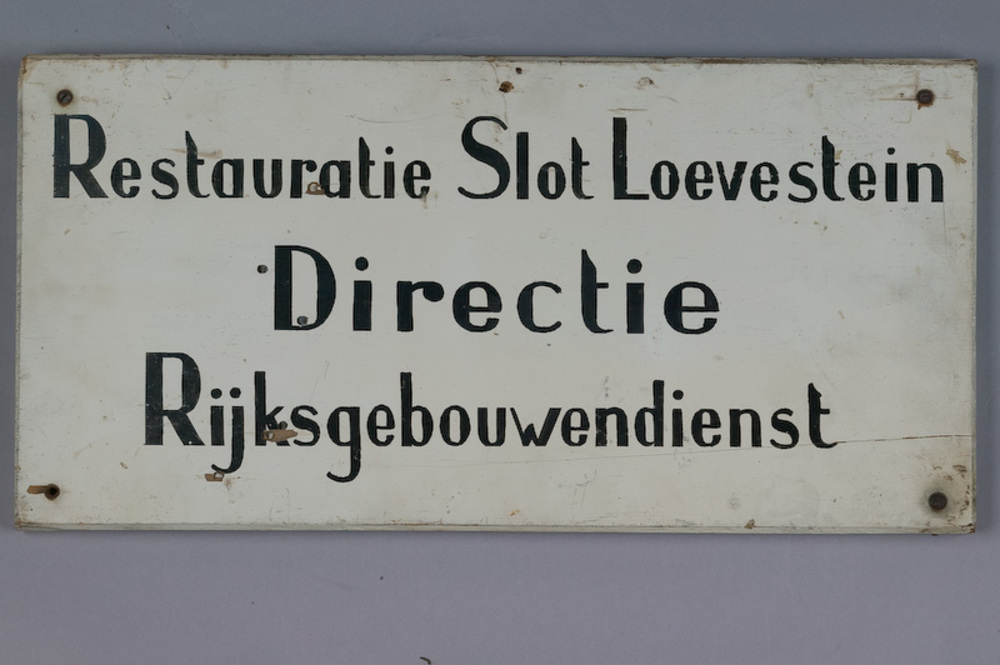 Restauratie Slot Loevestein
Directie
Rijksgebouwendienst